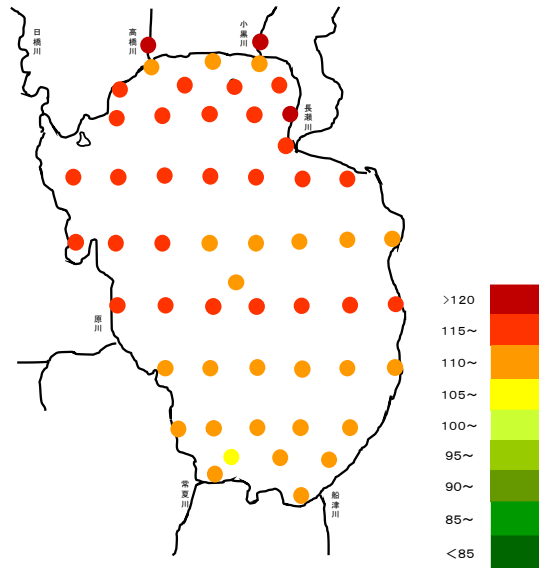 日橋川
高橋川
小黒川
長瀬川
原川
常夏川
船津川
>120
115~
110~
105~
100~
95~
90~
85~
<85